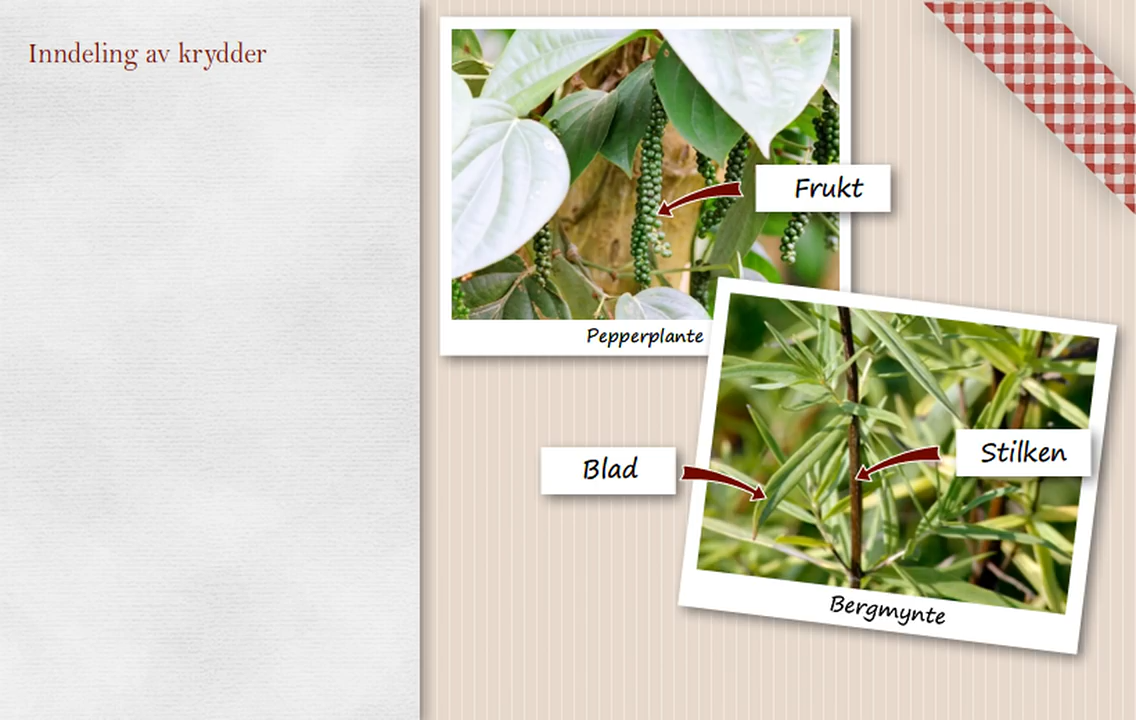 Inndeling av krydder
Frukt
Pepperplante
Blad
Stilken
Bergmynte